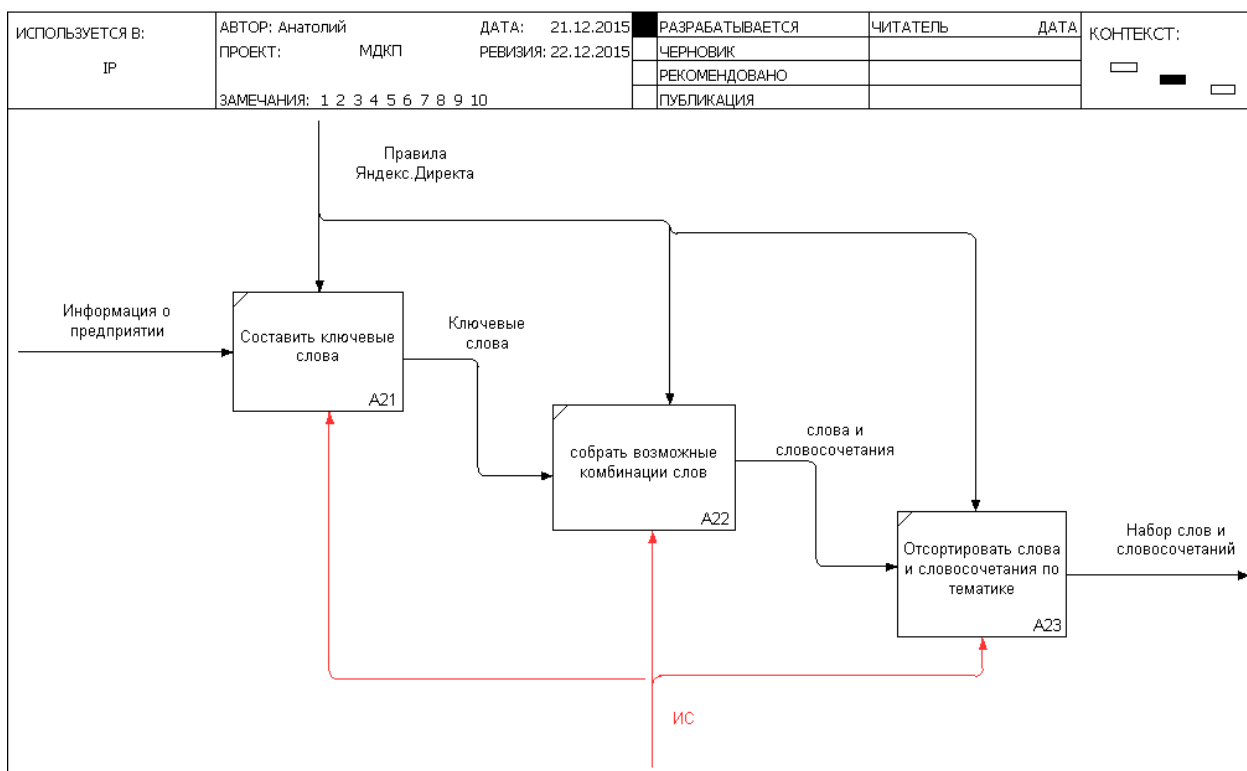 ИСПОЛЬЗУЕТСЯ В:
IP
АВТОР: Анатолий
ДАТА: 21.12.2015
ПРОЕКТ: МДКП
РЕВИЗИЯ: 22.12.2015
ЗАМЕЧАНИЯ: 1 2 3 4 5 6 7 8 9 10
РАЗРАБАТЫВАЕТСЯ
ЧЕРНОВИК
РЕКОМЕНДОВАНО
ПУБЛИКАЦИЯ
ЧИТАТЕЛЬ ДАТА
КОНТЕКСТ:
Правила
Яндекс.Директа
Информация о
предприятии
Составить ключевые
слова
A21
Ключевые
слова
собрать возможные
комбинации слов
A22
слова и
словосочетания
Отсортировать слова
и словосочетания по
тематике
A23
Набор слов и
словосочетаний
ИС